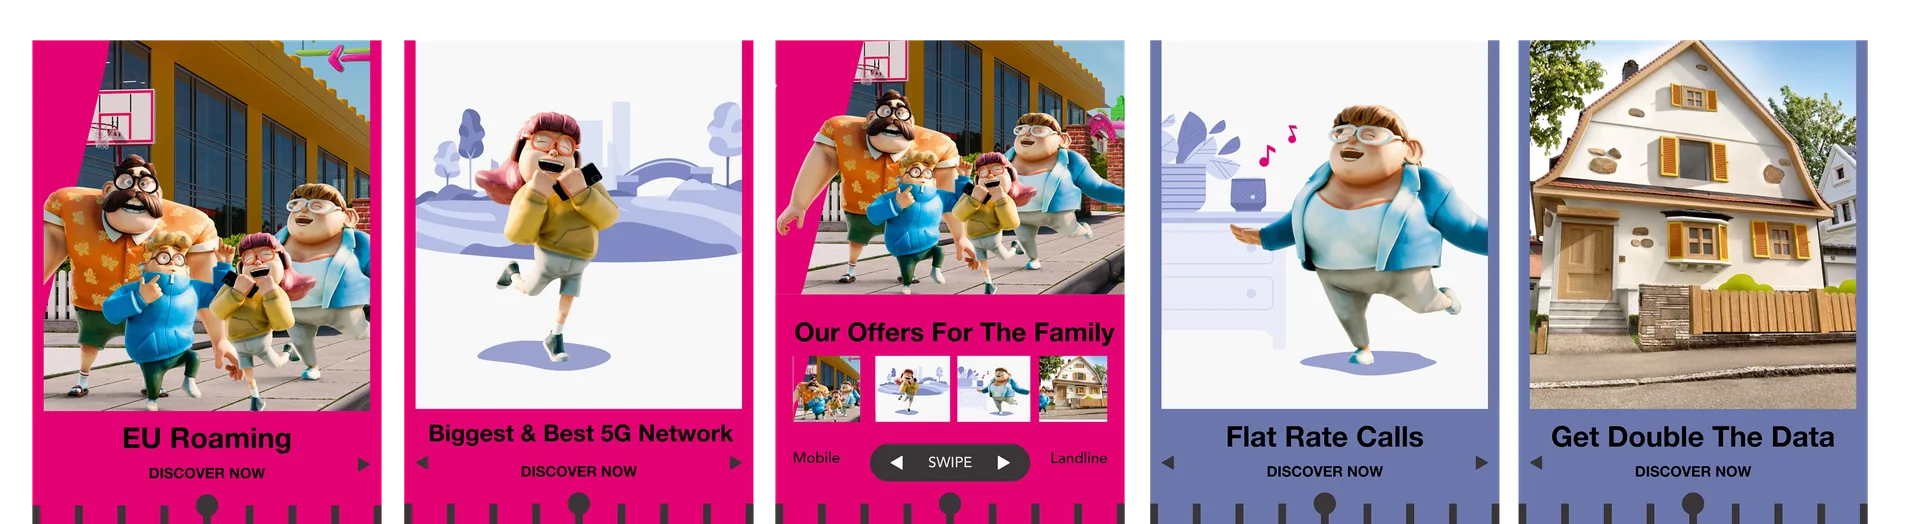 EU Roaming
DISCOVER NOW
Biggest & Best 5G Network
DISCOVER NOW
Our Offers For The Family
Mobile
SWIPE
Landline
Flat Rate Calls
DISCOVER NOW
Get Double The Data
DISCOVER NOW